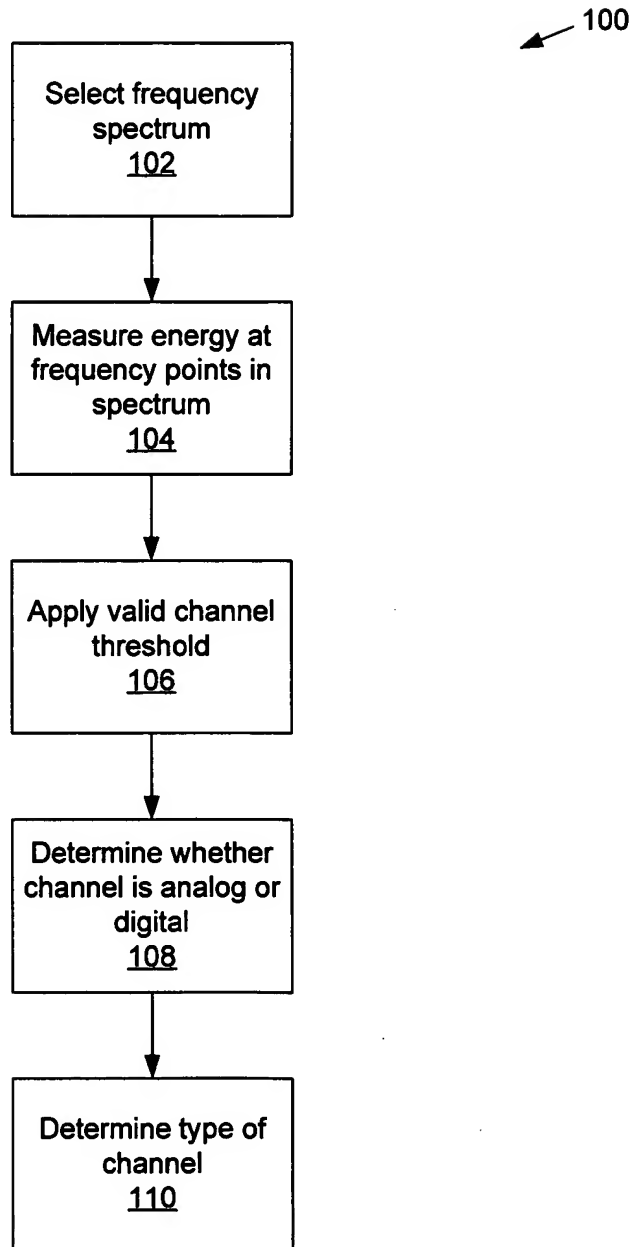 100
Select frequency
spectrum
102
Measure energy at
frequency points in
spectrum
104
Apply valid channel
threshold
106
Determine whether
channel is analog or
digital
108
Determine type of
channel
110